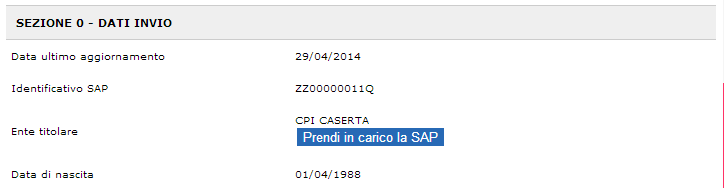 SEZIONE 0 - DATI INVIO
Data ultimo aggiornamento 29/04/2014
Identificativo SAP ZZ00000011Q
Ente titolare CPI CASERTA
Prendi in carico la SAP
Data di nascita 01/04/1988